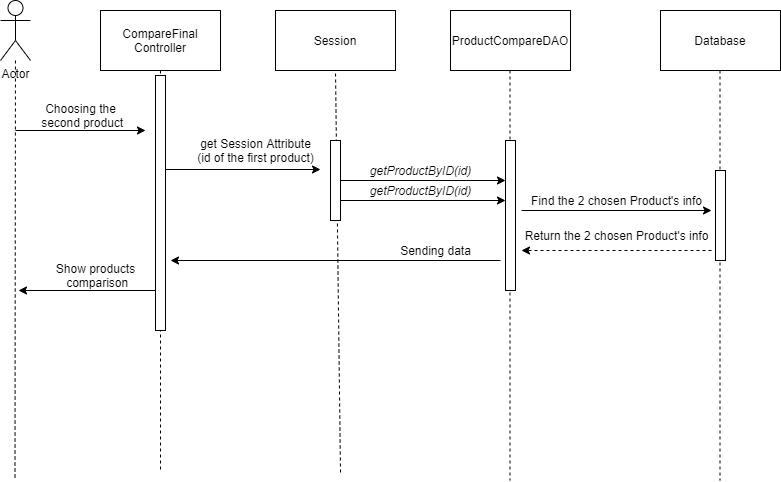 Actor
CompareFinal
Controller
Session
ProductCompareDAO
Database
Choosing the
second product
get Session Attribute
(id of the first product)
getProductByID(id)
getProductByID(id)
Find the 2 chosen Product's info
Return the 2 chosen Product's info
Sending data
Show products
comparison